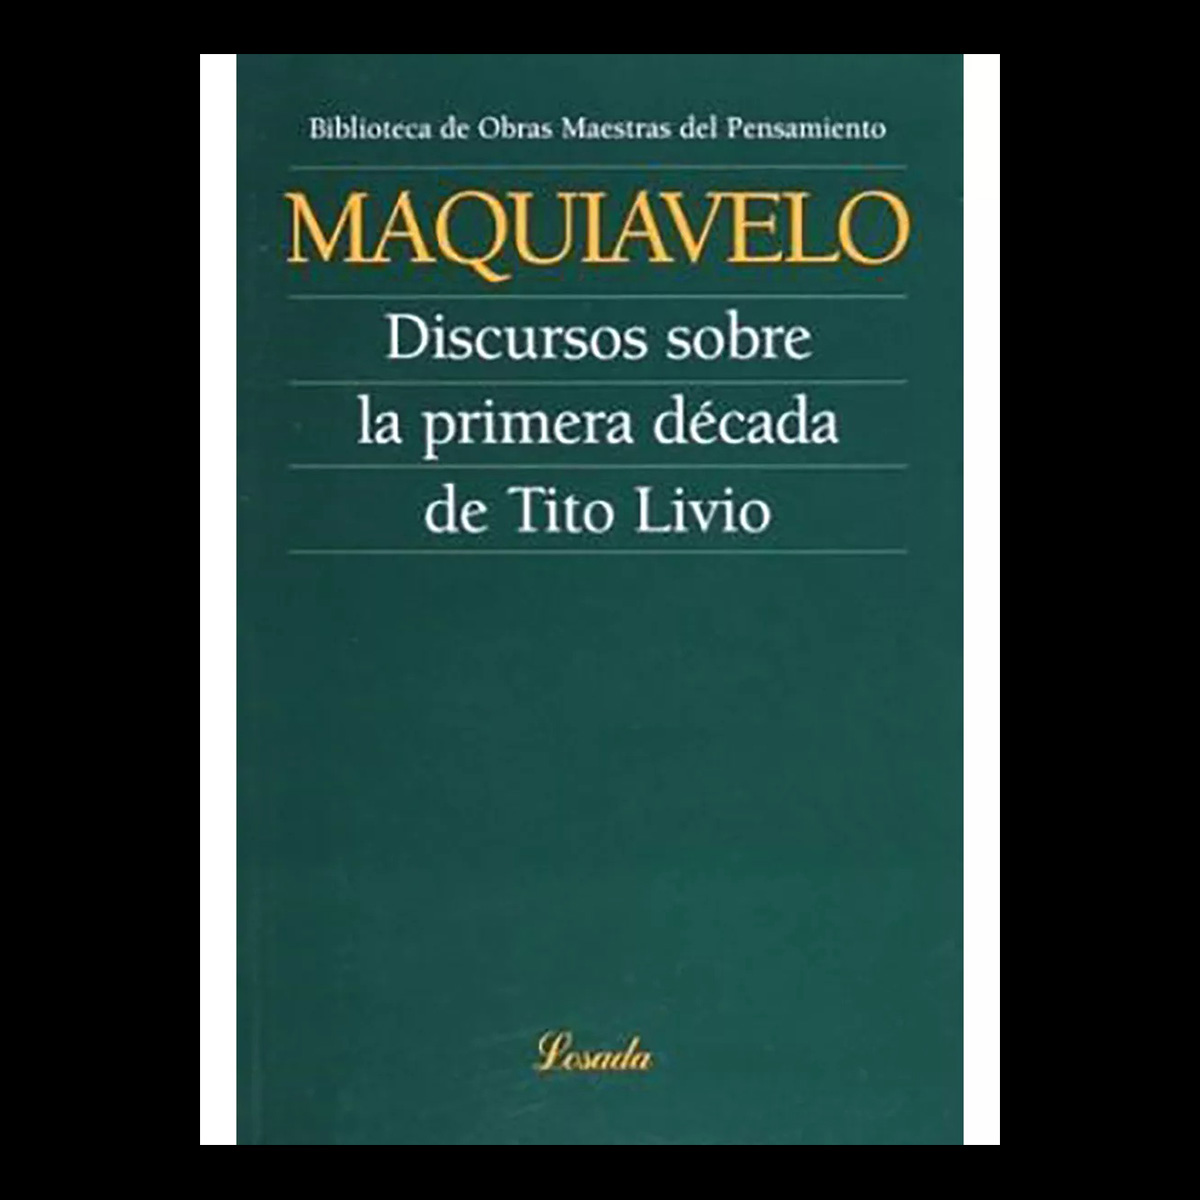 Biblioteca de Obras Maestras del Pensamiento
MAQUIAVELO
Discursos sobre
la primera década
de Tito Livio
Losada